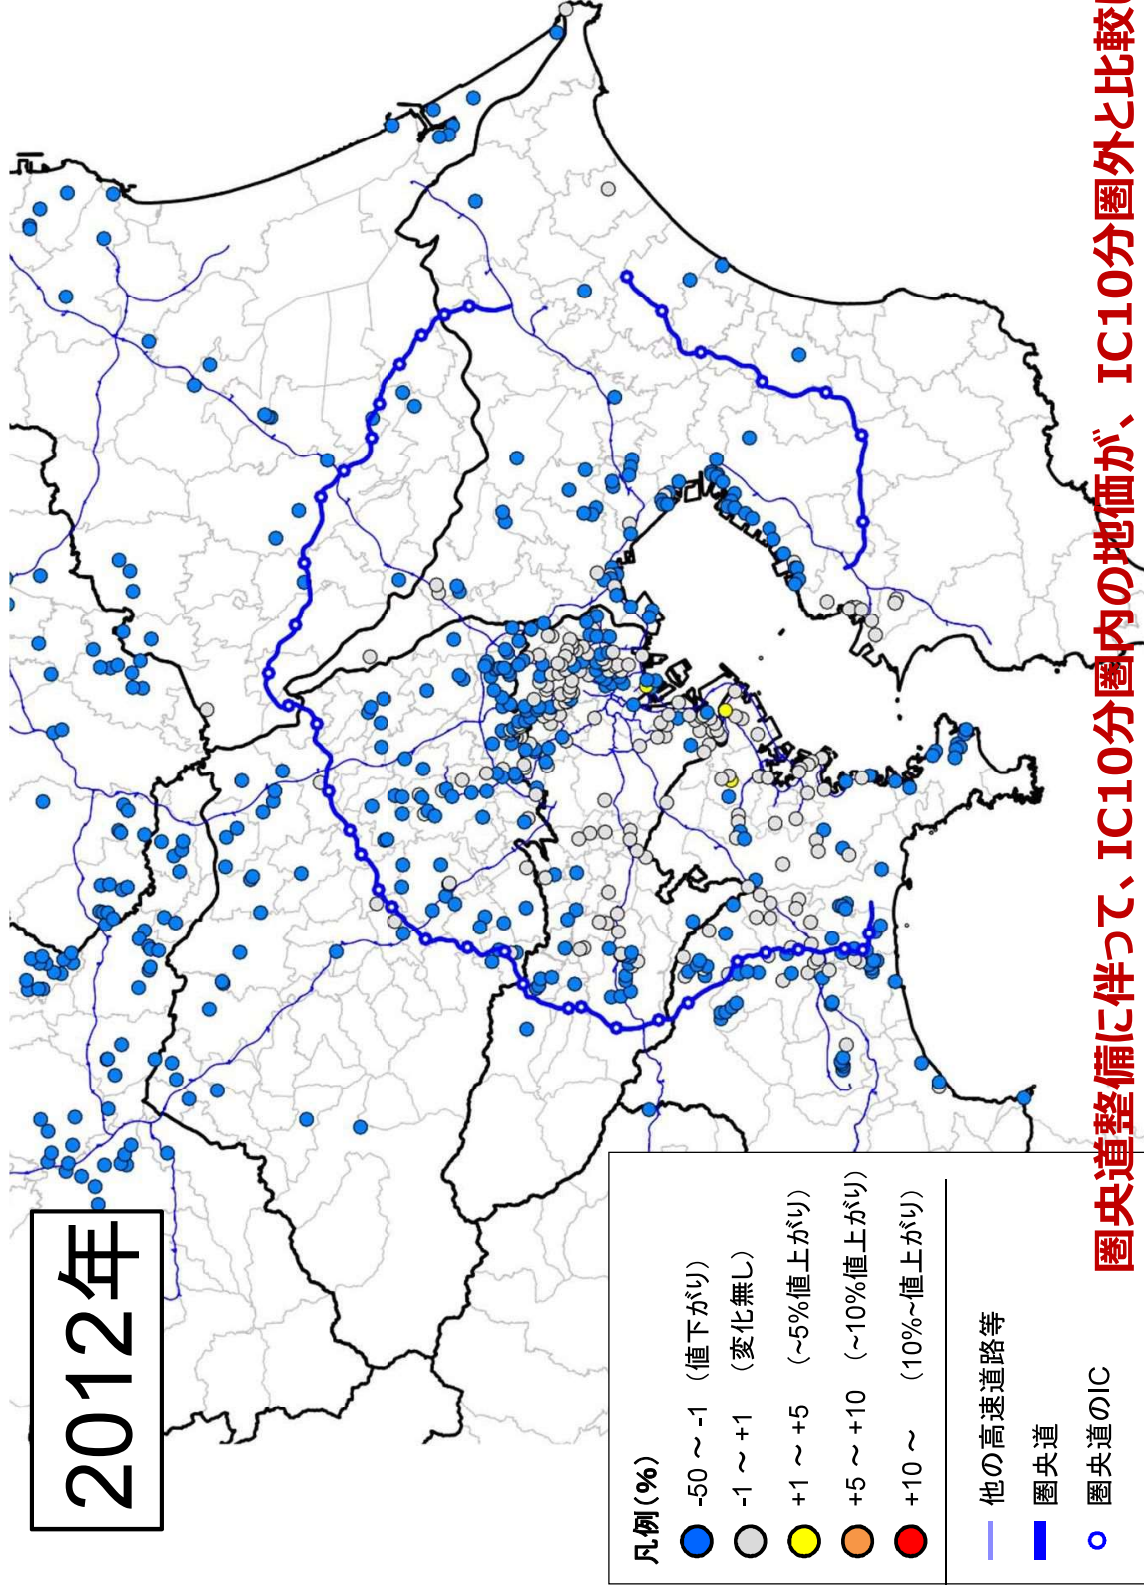 2012年
凡例(%)
-50 ～ -1 (値下がり)
-1 ～ +1 (変化無し)
+1 ～ +5 (~5%値上がり)
+5 ～ +10 (~10%値上がり)
+10 ～ (10%~値上がり)
他の高速道路等
圏央道
圏央道のIC
圏央道整備に伴って、IC10分圏内の地価が、IC10分圏外と比較